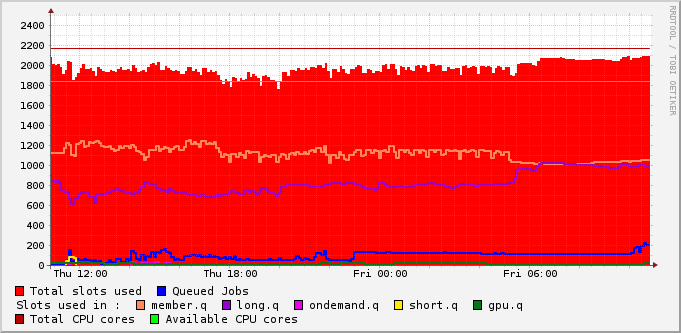 2400
2200
2000
1800
1600
1400
1200
1000
800
600
400
200
0
Thu 12:00 Thu 18:00 Fri 00:00 Fri 06:00
RRDTOOL / TOBI OETIKER
Total slots used Queued Jobs
Slots used in : member.q long.q ondemand.q short.q gpu.q
Total CPU cores Available CPU cores